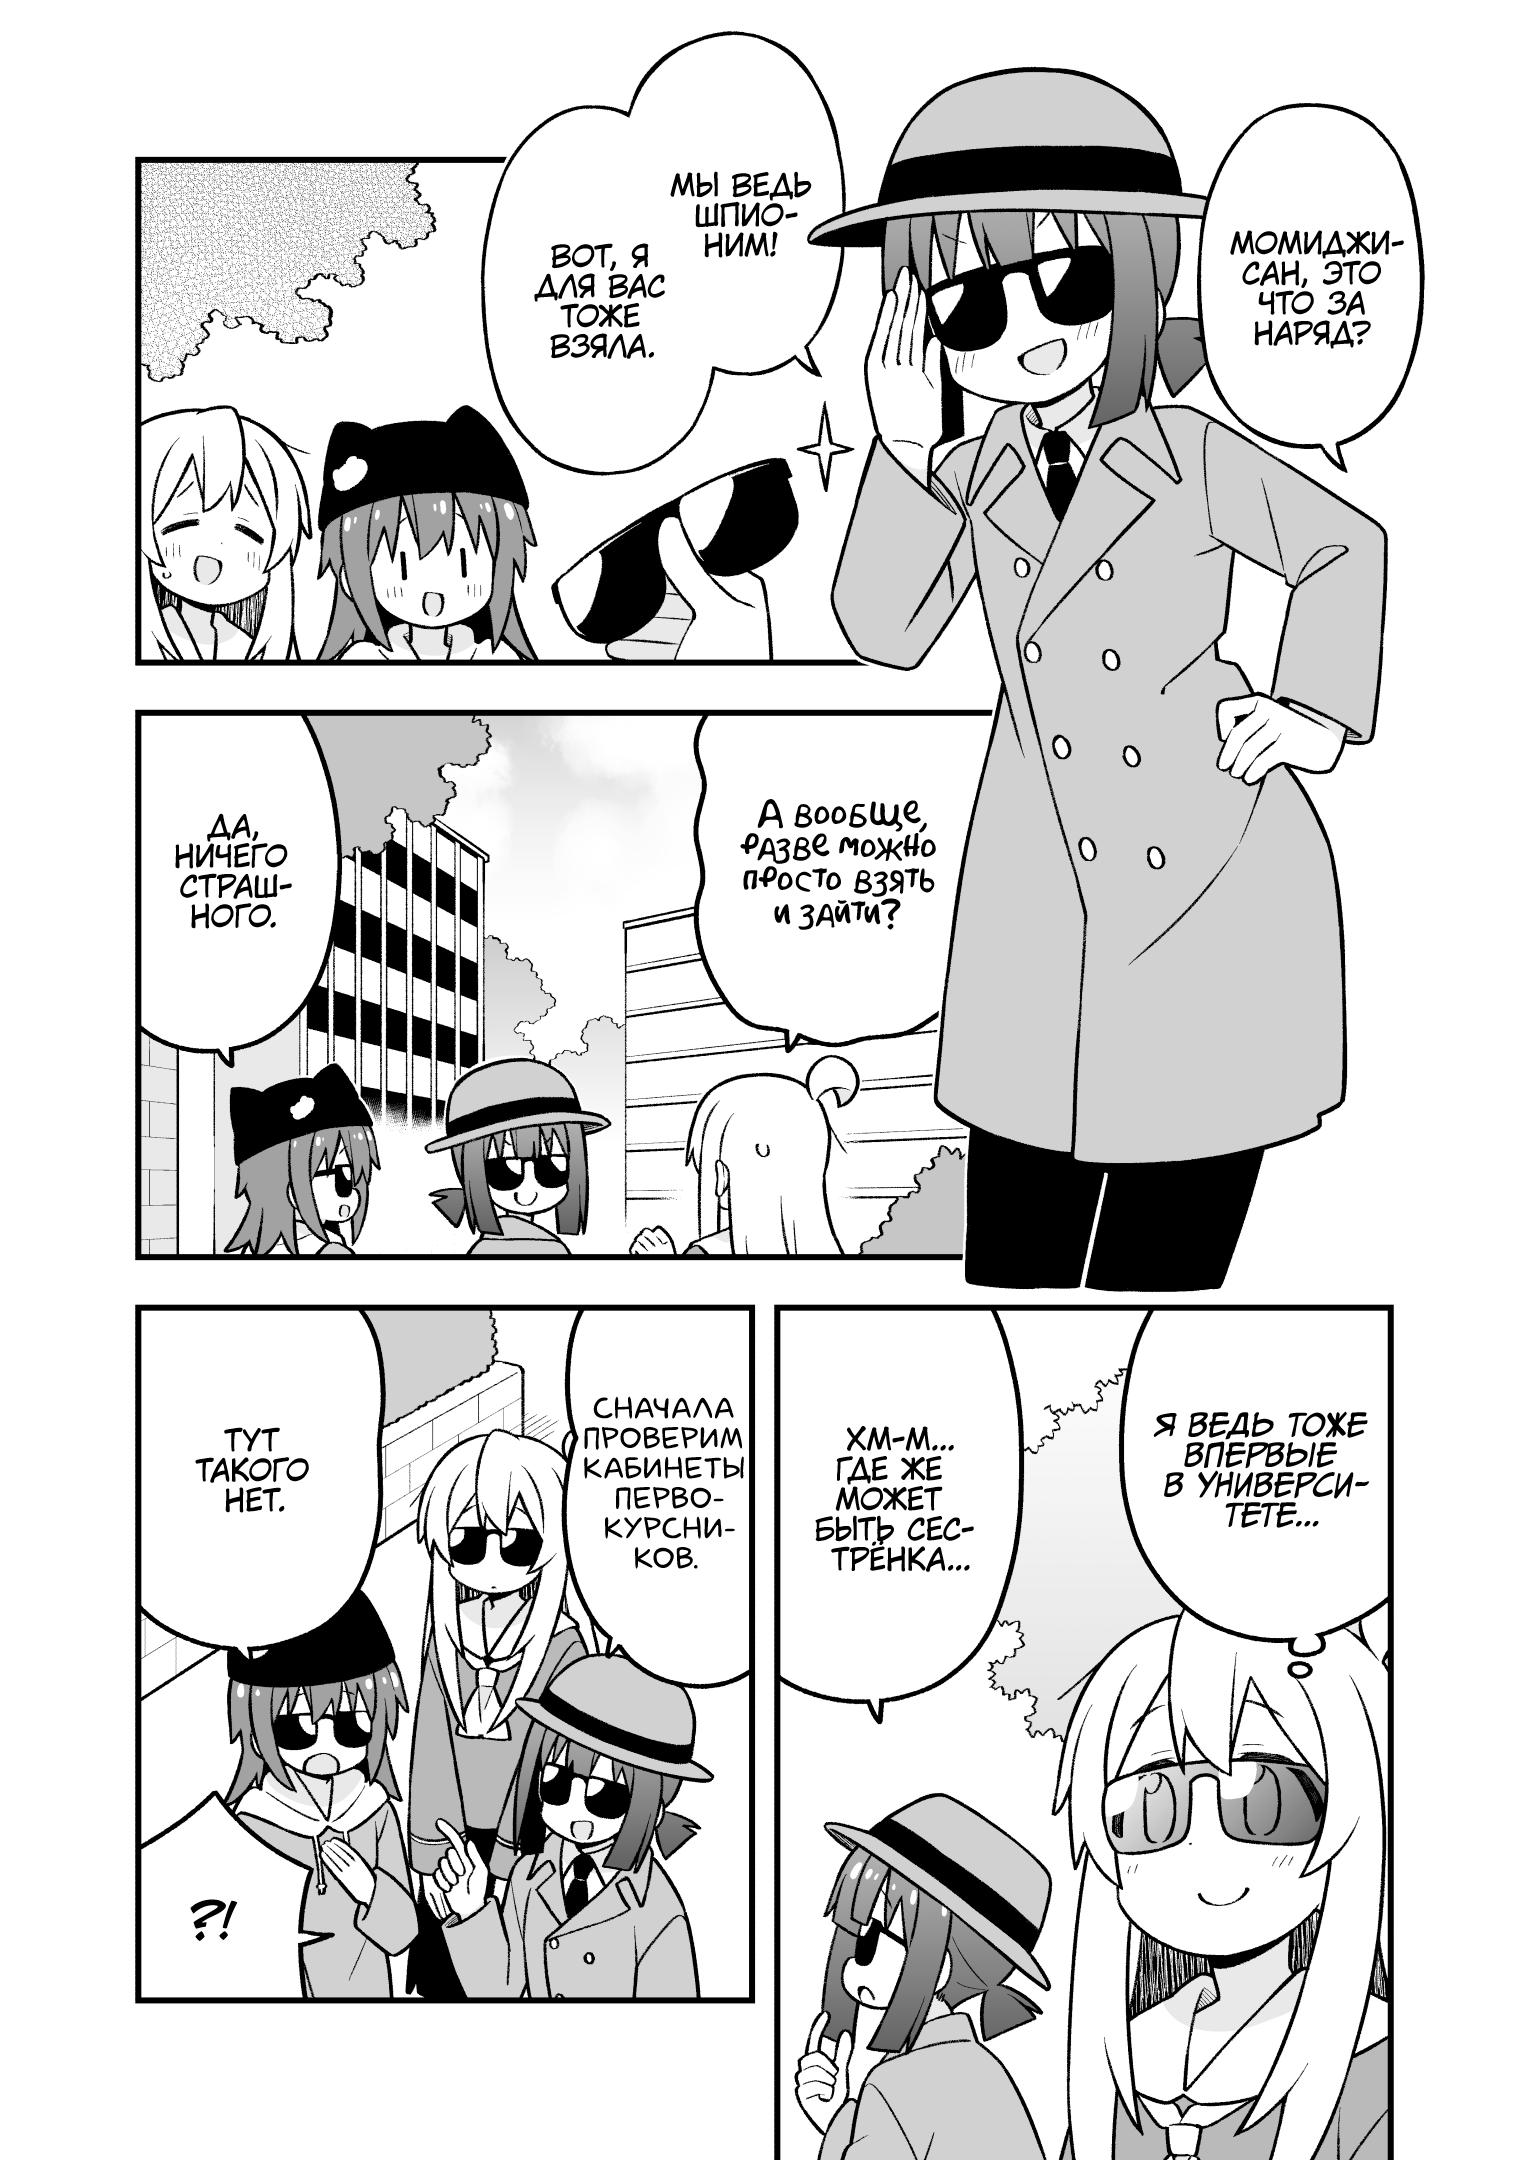 МОМИДЖИ-
САН, ЭТО
ЧТО ЗА
НАРЯД?
МЫ ВЕДЬ
ШПИО-
НИМ!
ВОТ, Я
ДЛЯ ВАС
ТОЖЕ
ВЗЯЛА.
А ВООБЩЕ,
РАЗВЕ МОЖНО
ПРОСТО ВЗЯТЬ
И ЗАЙТИ?
ДА,
НИЧЕГО
СТРАШ-
НОГО.
Я ВЕДЬ ТОЖЕ
ВПЕРВЫЕ
В УНИВЕРСИ-
ТЕТЕ...
ХМ-М...
ГДЕ ЖЕ
МОЖЕТ
БЫТЬ СЕС-
ТРЁНКА...
СНАЧАЛА
ПРОВЕРИМ
КАБИНЕТЫ
ПЕРВО-
КУРСНИ-
КОВ.
ТУТ
ТАКОГО
НЕТ.
?!